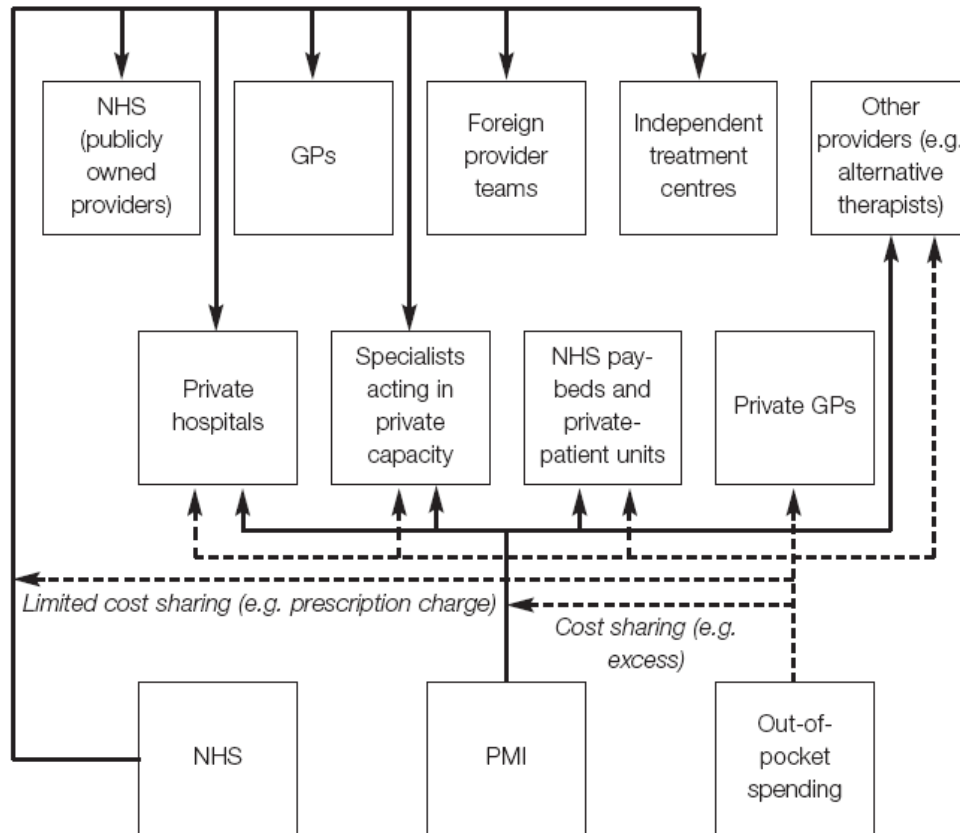 NHS
(publicly
owned
providers)
GPs
Foreign
provider
teams
Independent
treatment
centres
Other
providers (e.g.
alternative
therapists)
Private
hospitals
Specialists
acting in
private
capacity
NHS pay-
beds and
private-
patient units
Private GPs
Limited cost sharing (e.g. prescription charge)
Cost sharing (e.g.
excess)
NHS
PMI
Out-of-
pocket
spending